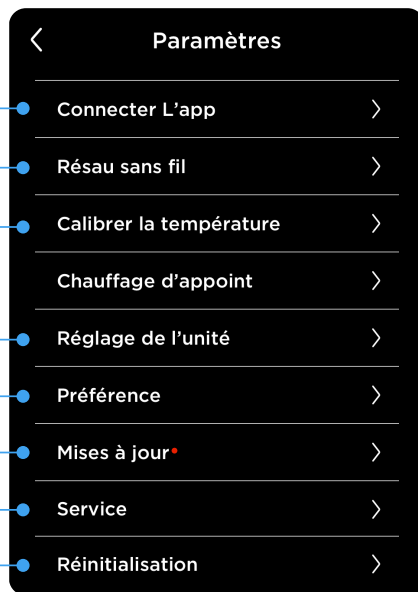 Paramètres
Connecter L’app
Résau sans fil
Calibrer la température
Chauffage d’appoint
Réglage de l’unité
Préférence
Mises à jour
Service
Réinitialisation